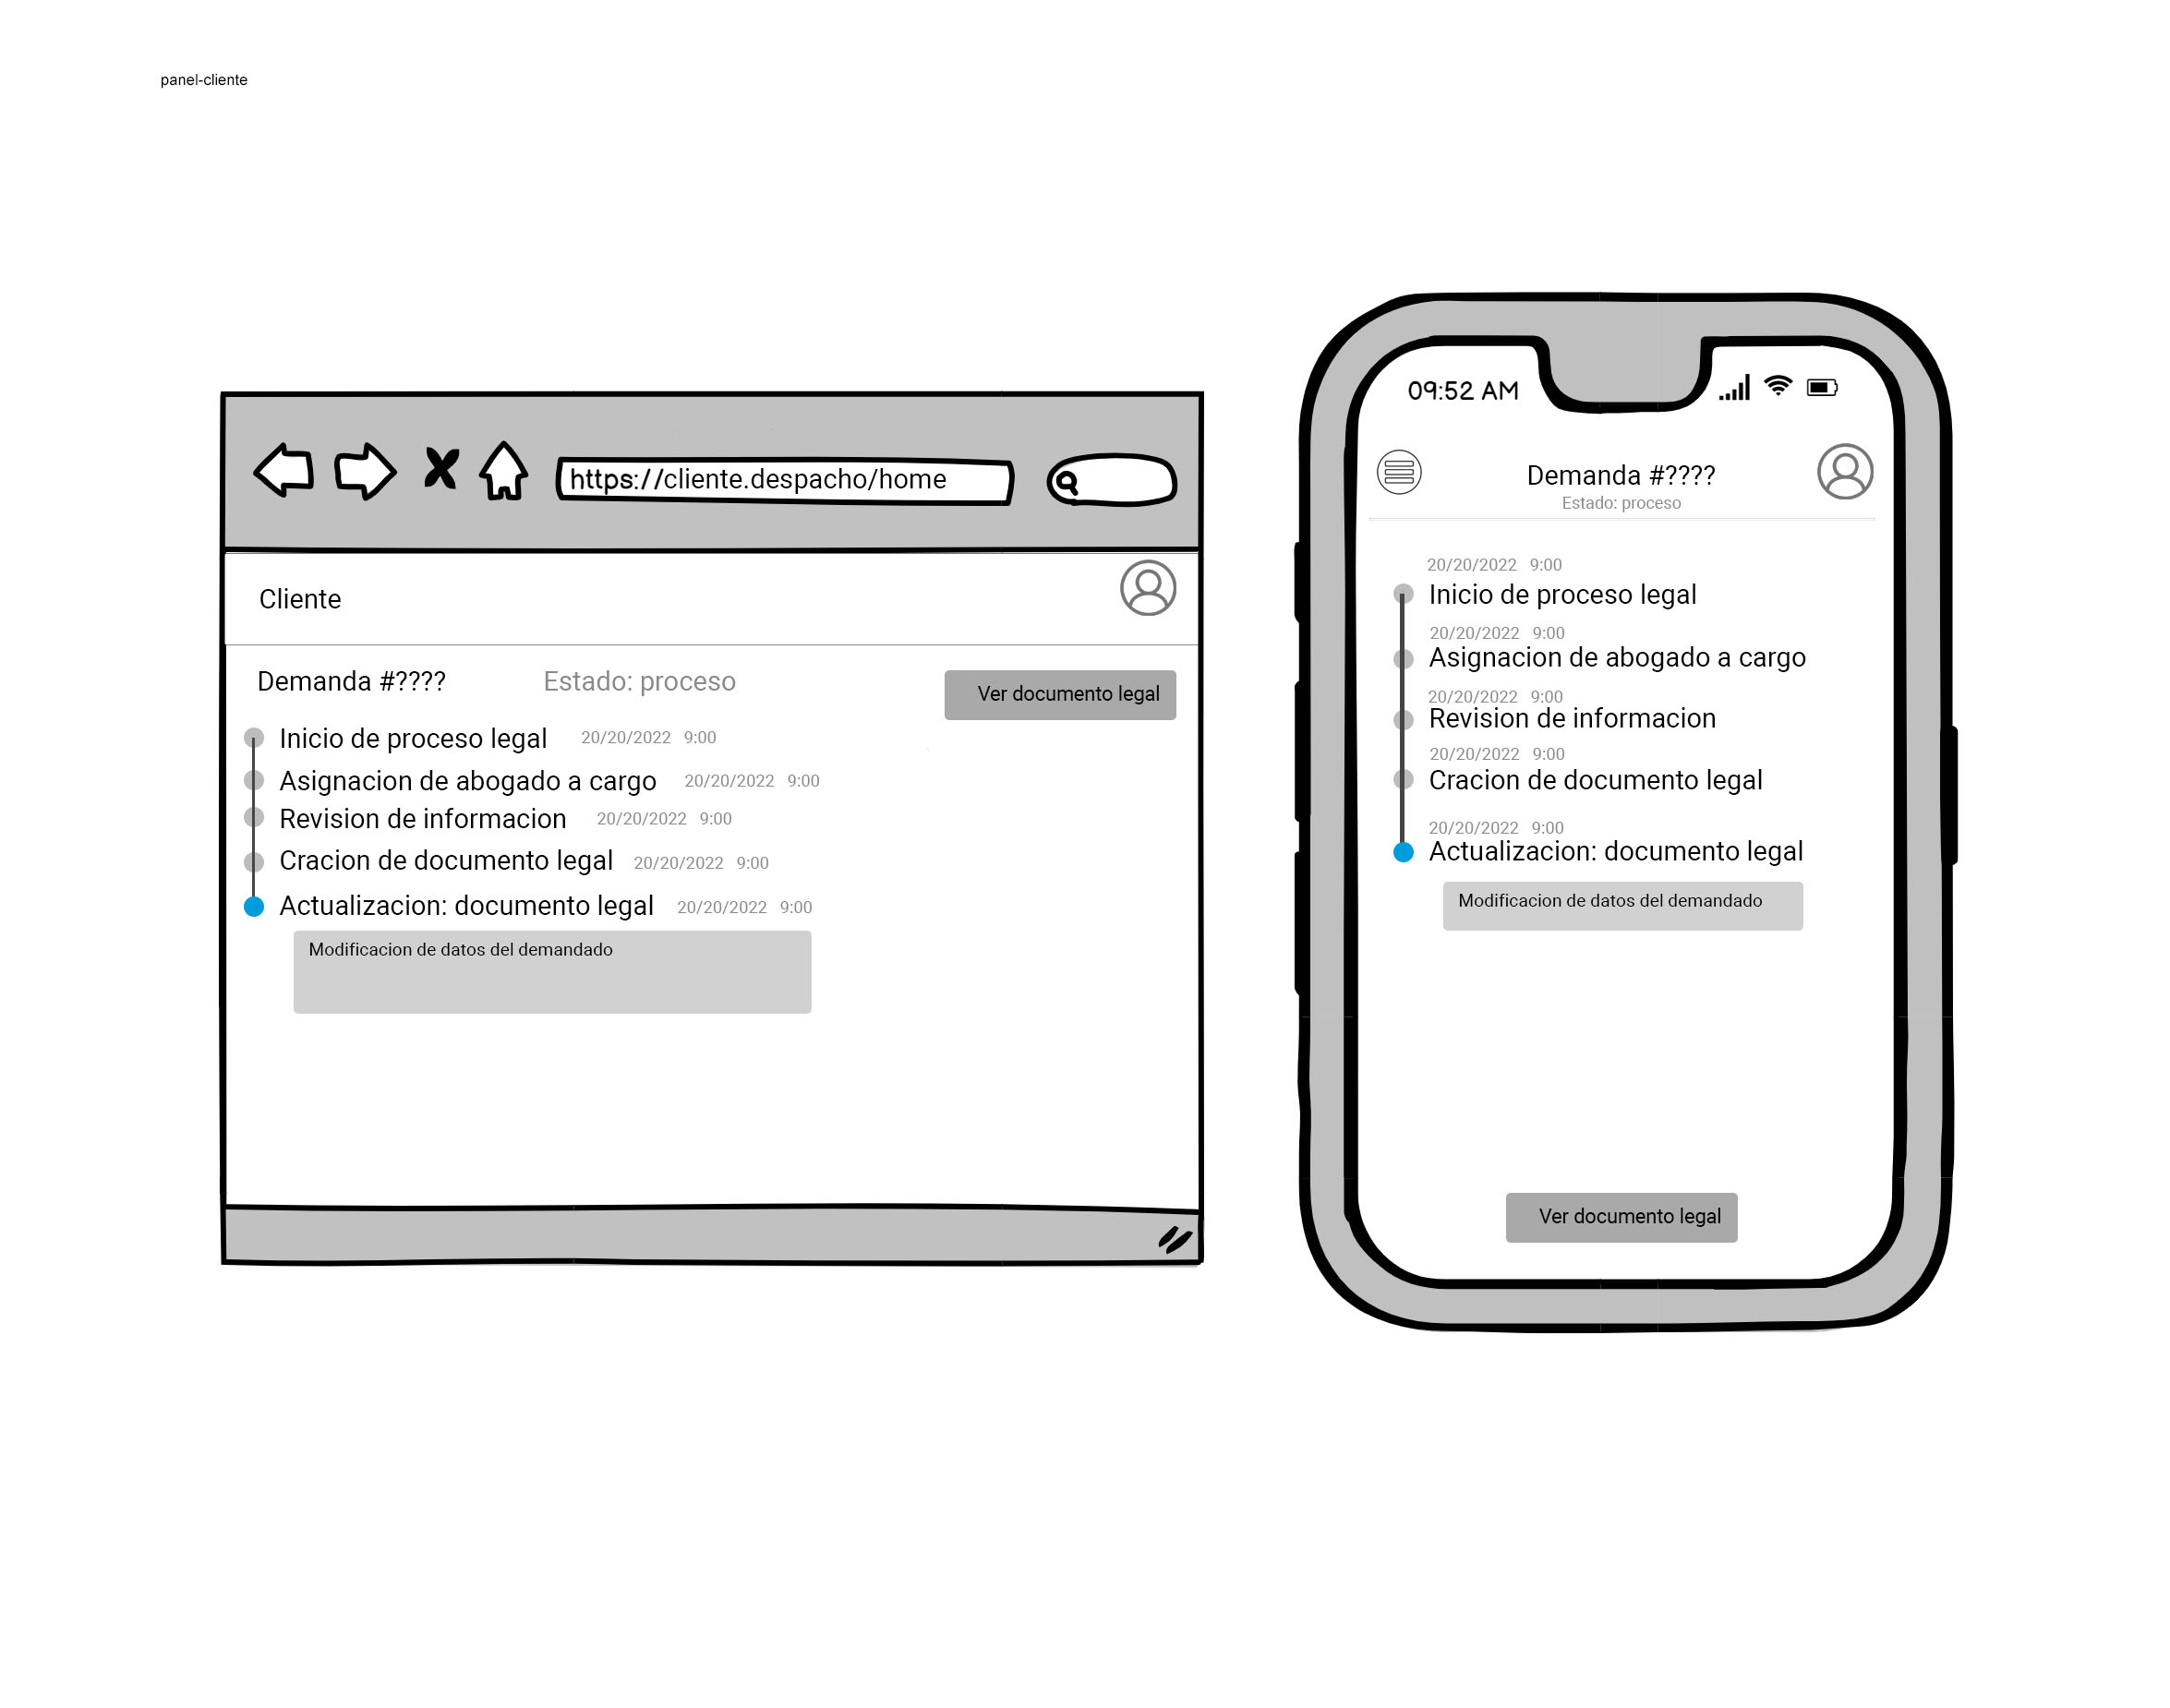 panel-cliente
https://cliente.despacho/home
Cliente
Demanda #???? Estado: proceso
Ver documento legal
Inicio de proceso legal 20/20/2022 9:00
Asignacion de abogado a cargo 20/20/2022 9:00
Revision de informacion 20/20/2022 9:00
Cracion de documento legal 20/20/2022 9:00
Actualizacion: documento legal 20/20/2022 9:00
Modificacion de datos del demandado
09:52 AM
Demanda #????
Estado: proceso
20/20/2022 9:00
Inicio de proceso legal
20/20/2022 9:00
Asignacion de abogado a cargo
20/20/2022 9:00
Revision de informacion
20/20/2022 9:00
Cracion de documento legal
20/20/2022 9:00
Actualizacion: documento legal
Modificacion de datos del demandado
Ver documento legal